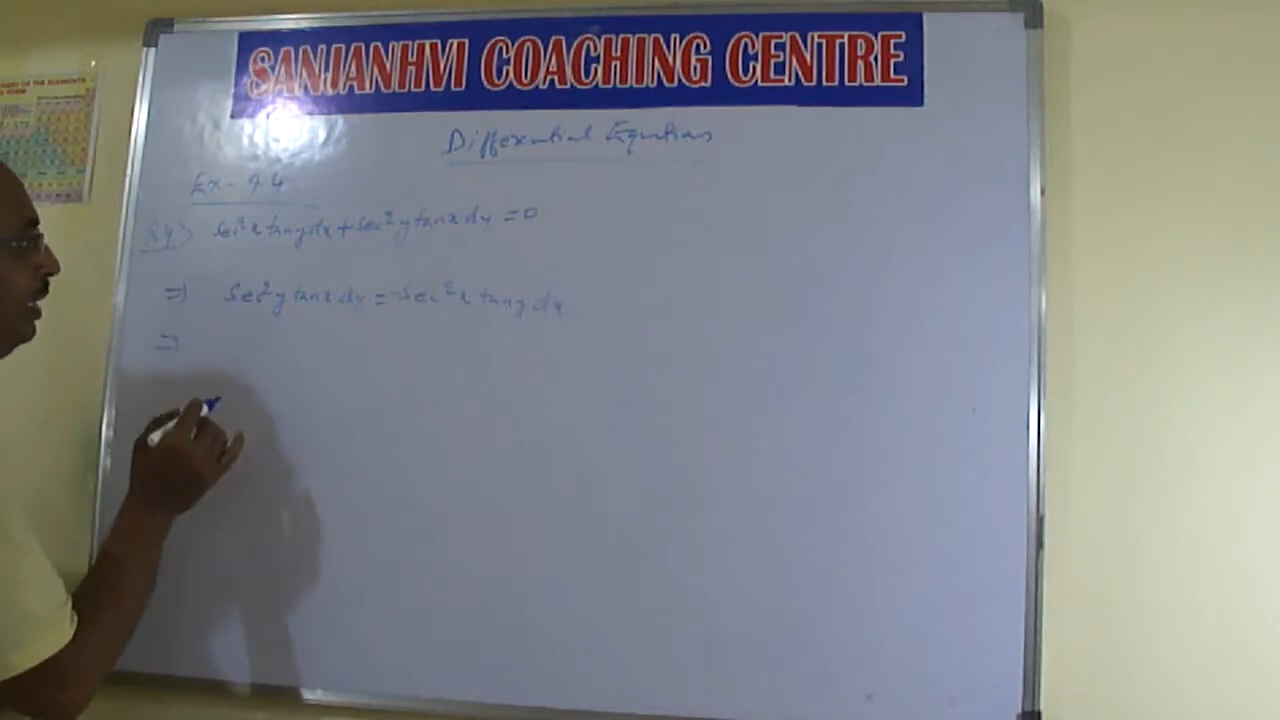 SANJANHVI COACHING CENTRE
Differential Equations
Ex - 9.4
sec²x tany dx + sec²y tanx dy = 0
⇒ sec²y tanx dy = -sec²x tany dx
⇒